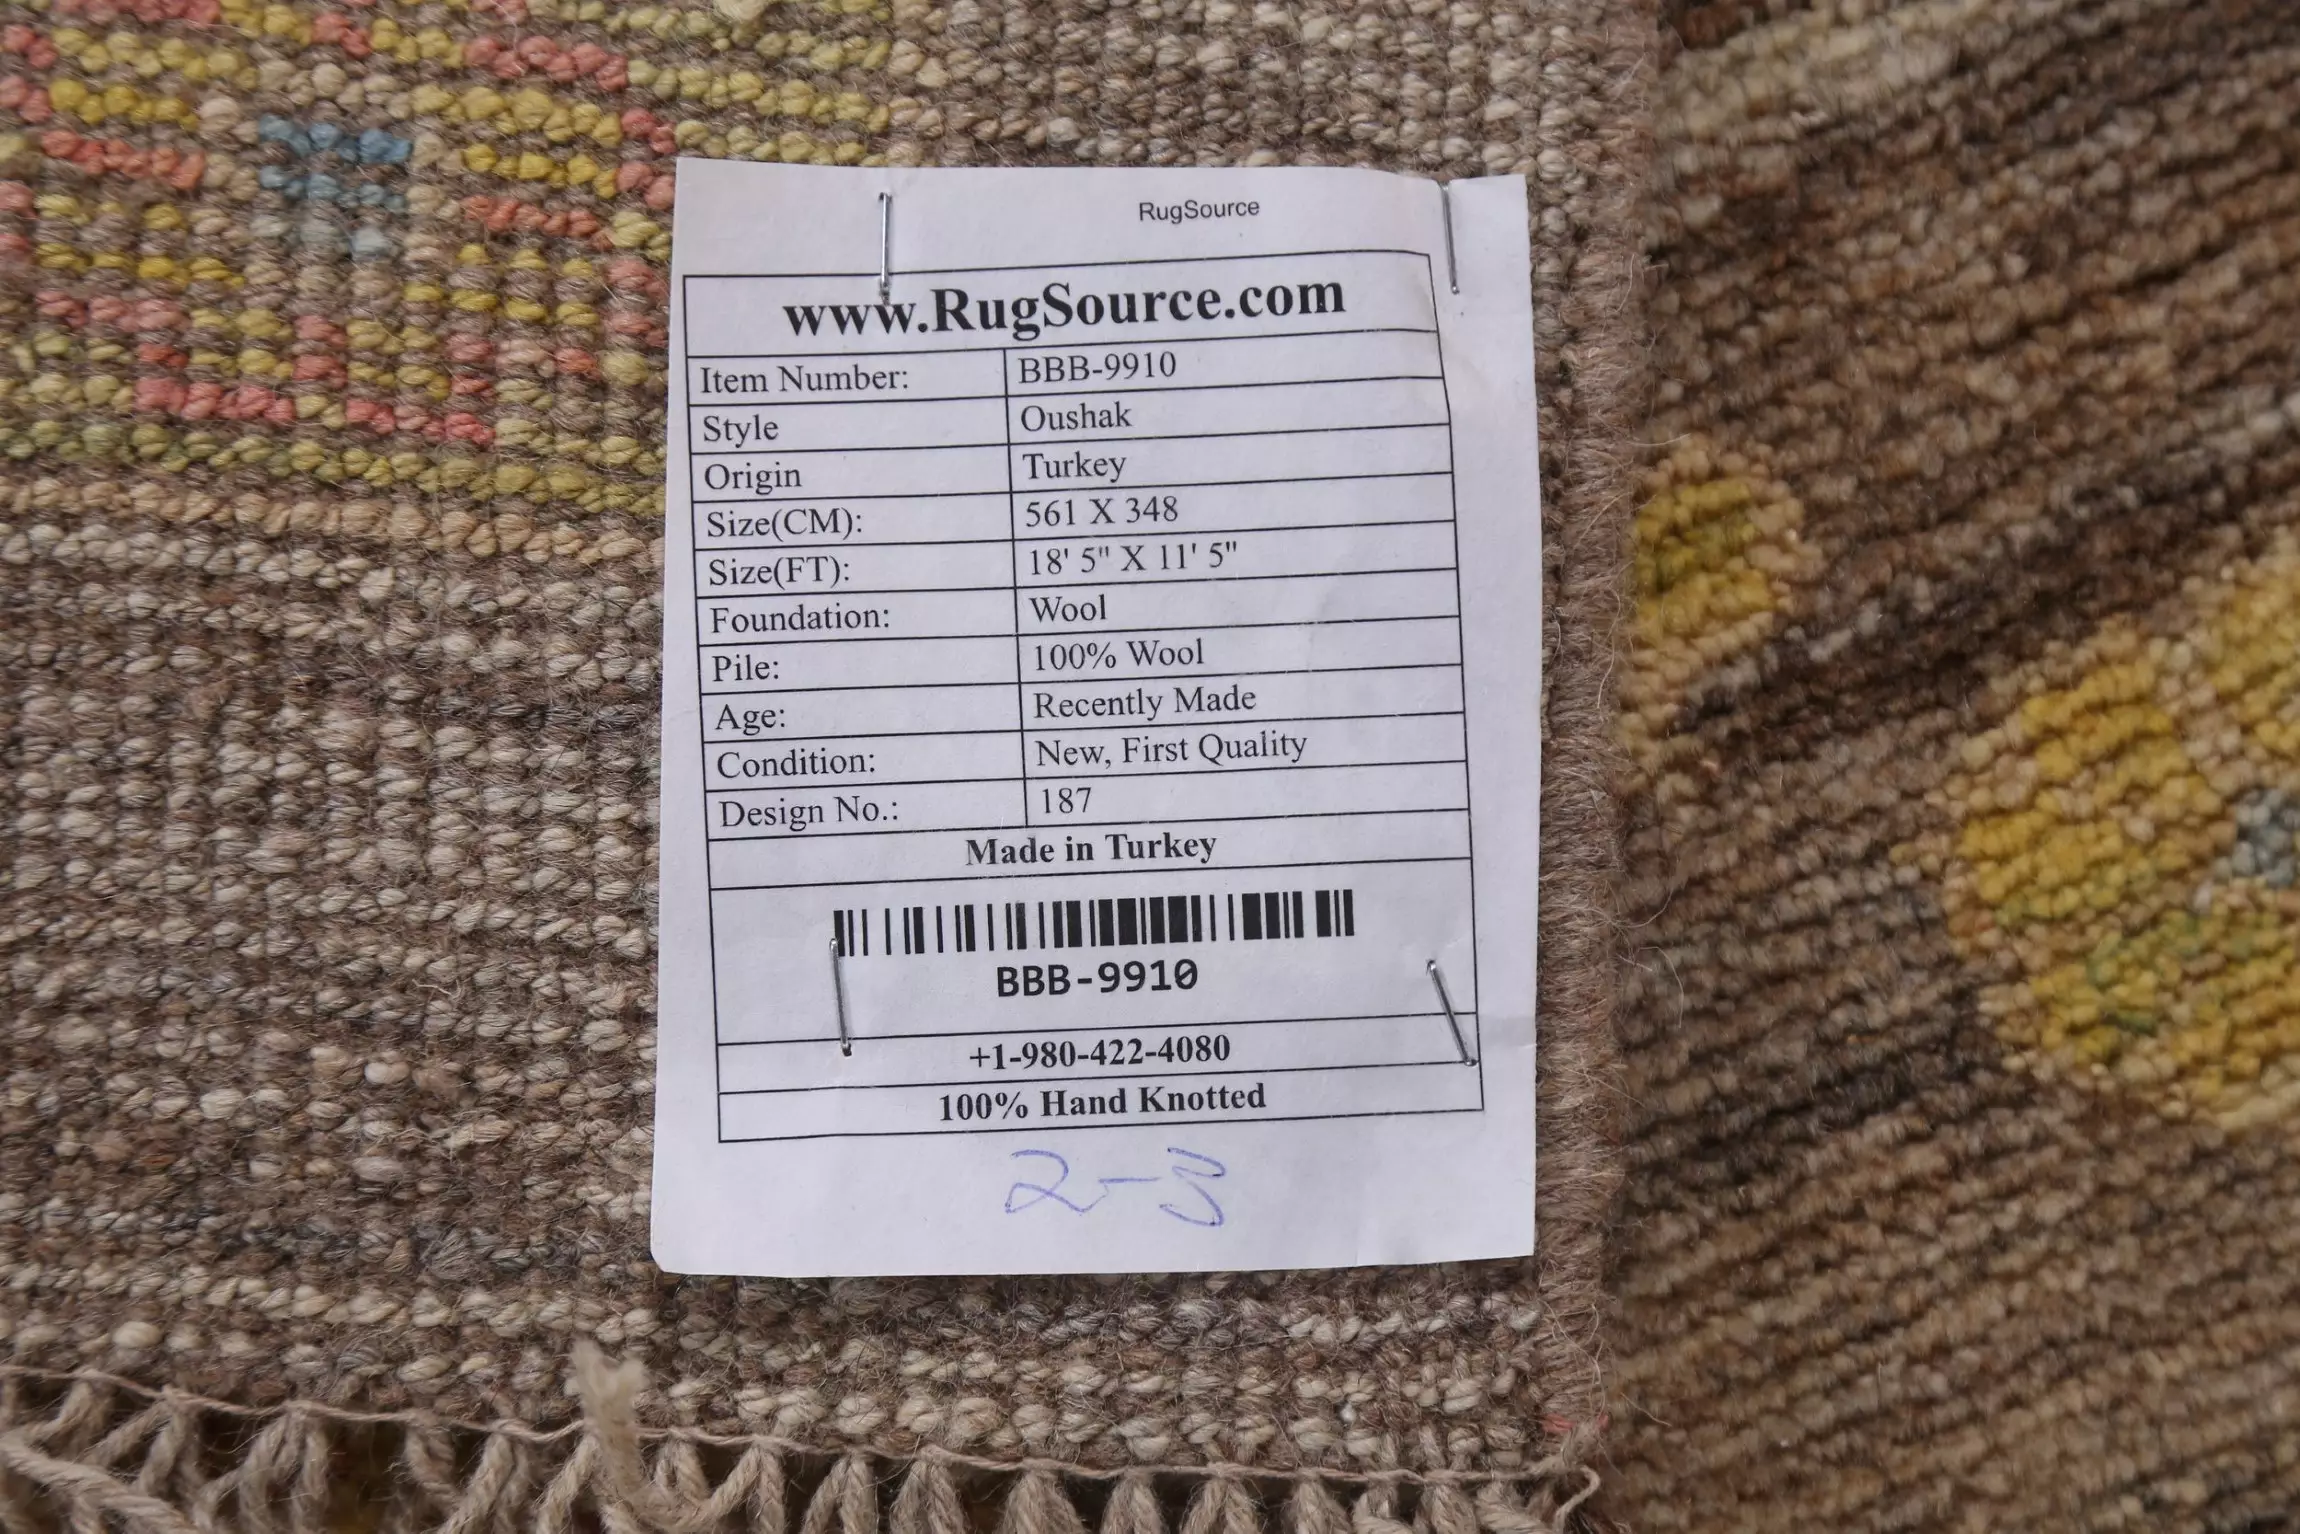 RugSource
www.RugSource.com
Item Number: BBB-9910
Style Oushak
Origin Turkey
Size(CM): 561 X 348
Size(FT): 18' 5" X 11' 5"
Foundation: Wool
Pile: 100% Wool
Age: Recently Made
Condition: New, First Quality
Design No.: 187
Made in Turkey
BBB-9910
+1-980-422-4080
100% Hand Knotted
2-3